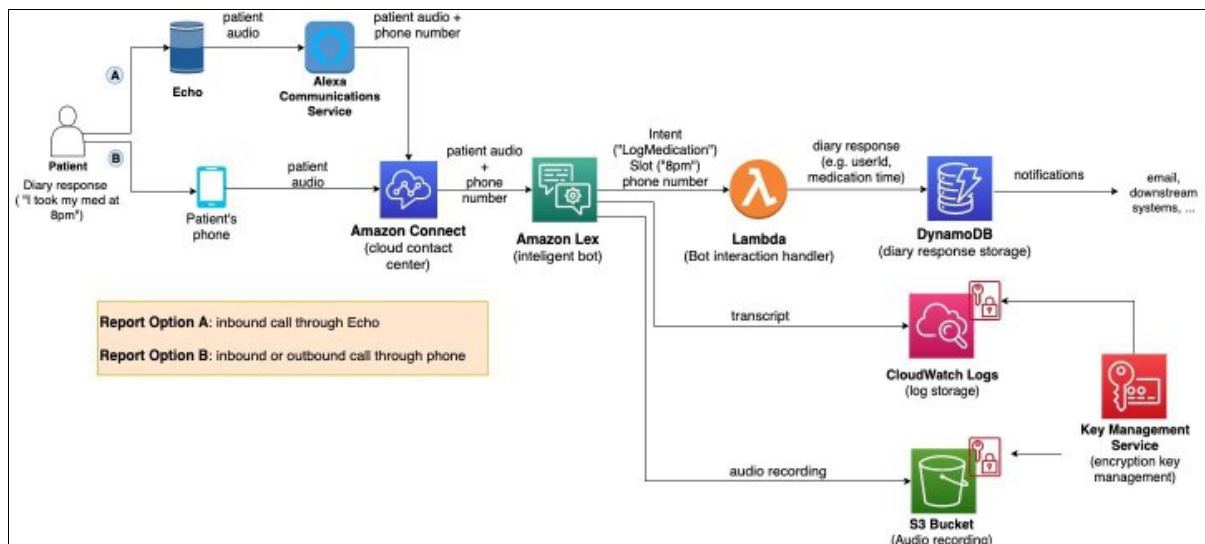 patient
audio
patient audio +
phone number
A
Echo
Alexa
Communications
Service
Patient
Diary response
( "I took my med at
8pm")
B
Patient's
phone
patient
audio
Amazon Connect
(cloud contact
center)
patient audio
+
phone
number
Amazon Lex
(inteligent bot)
Intent
("LogMedication")
Slot ("8pm")
phone number
Lambda
(Bot interaction handler)
diary response
(e.g. userId,
medication time)
DynamoDB
(diary response storage)
notifications
email,
downstream
systems, ...
Report Option A: inbound call through Echo
Report Option B: inbound or outbound call through phone
transcript
CloudWatch Logs
(log storage)
Key Management
Service
(encryption key
management)
audio recording
S3 Bucket
(Audio recording)